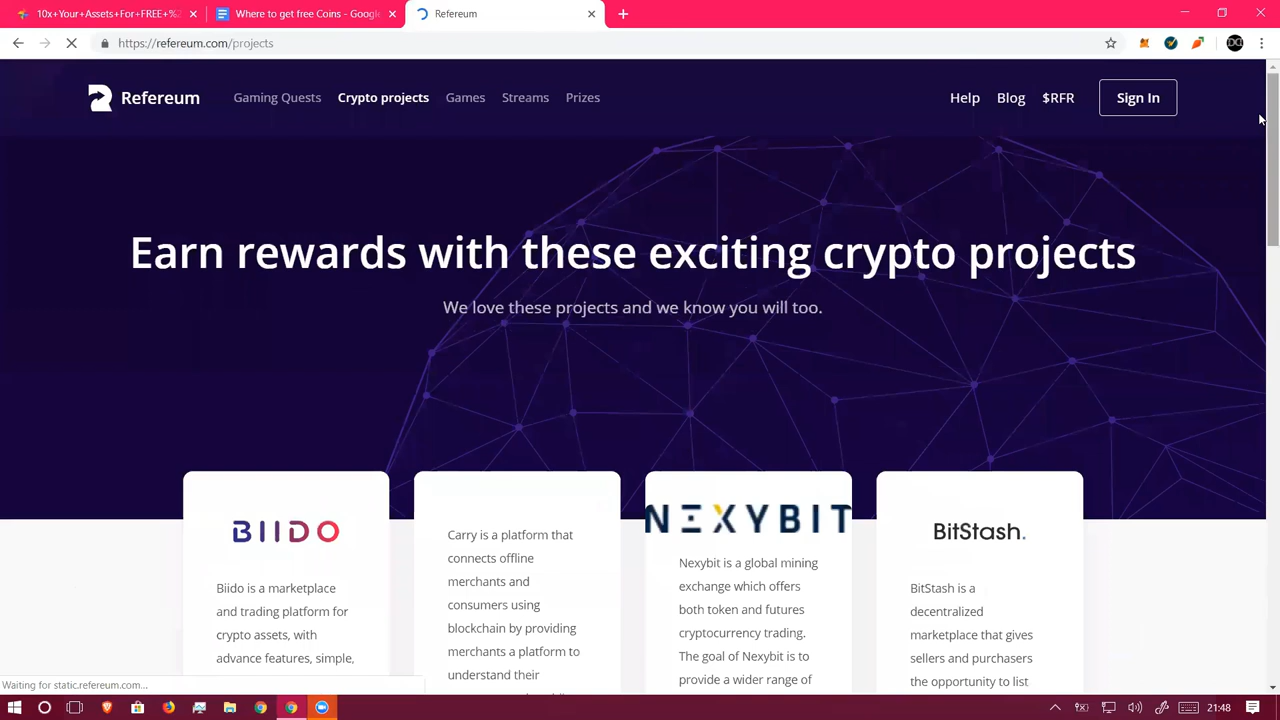 10x+Your+Assets+For+FREE+%2
Where to get free Coins - Google
Refereum
https://refereum.com/projects
Refereum
Gaming Quests
Crypto projects
Games
Streams
Prizes
Help
Blog
$RFR
Sign In
Earn rewards with these exciting crypto projects
We love these projects and we know you will too.
BIIDO
Biido is a marketplace
and trading platform for
crypto assets, with
advance features, simple,
Carry is a platform that
connects offline
merchants and
consumers using
blockchain by providing
merchants a platform to
understand their
NEXYBIT
Nexybit is a global mining
exchange which offers
both token and futures
cryptocurrency trading.
The goal of Nexybit is to
provide a wider range of
BitStash.
BitStash is a
decentralized
marketplace that gives
sellers and purchasers
the opportunity to list
Waiting for static.refereum.com...
21:48